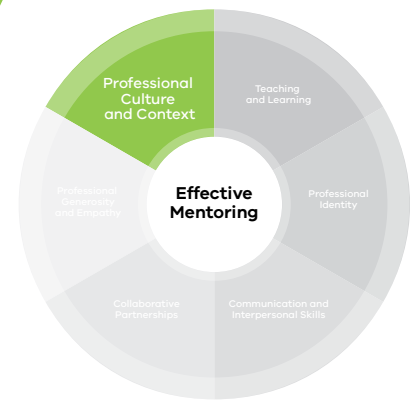 Professional
Culture
and Context
Teaching
and Learning
Professional
Identity
Communication and
Interpersonal Skills
Collaborative
Partnerships
Professional
Generosity
and Empathy
Effective
Mentoring